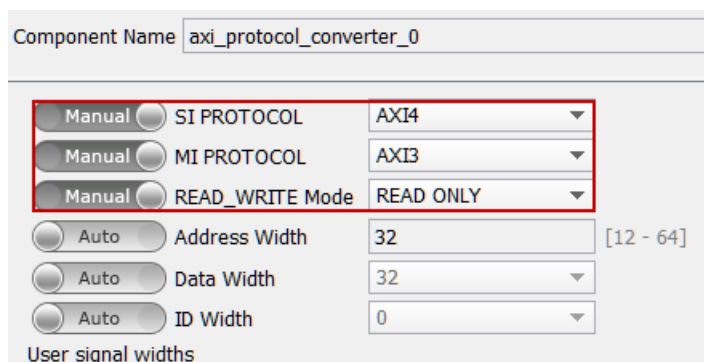 Component Name axi_protocol_converter_0
Manual SI PROTOCOL AXI4
Manual MI PROTOCOL AXI3
Manual READ_WRITE Mode READ ONLY
Auto Address Width 32 [12 - 64]
Auto Data Width 32
Auto ID Width 0
User signal widths